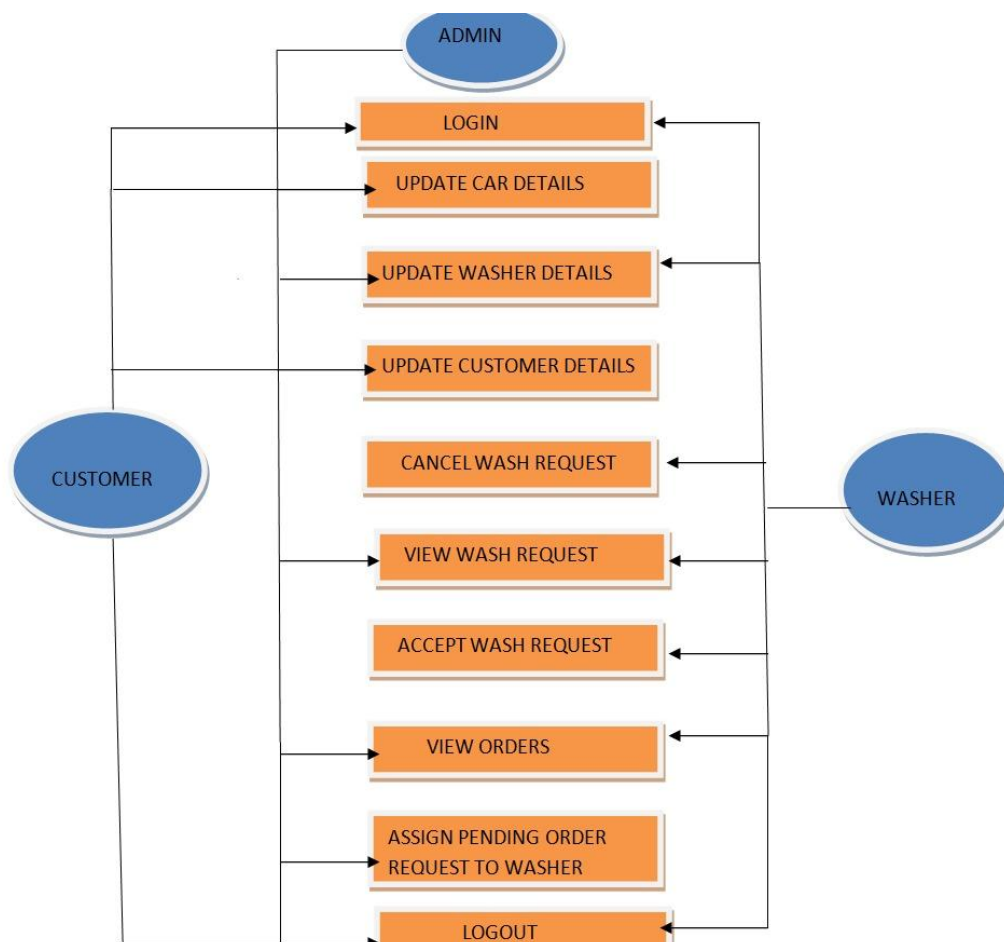 ADMIN
LOGIN
UPDATE CAR DETAILS
UPDATE WASHER DETAILS
UPDATE CUSTOMER DETAILS
CANCEL WASH REQUEST
CUSTOMER
WASHER
VIEW WASH REQUEST
ACCEPT WASH REQUEST
VIEW ORDERS
ASSIGN PENDING ORDER
REQUEST TO WASHER
LOGOUT